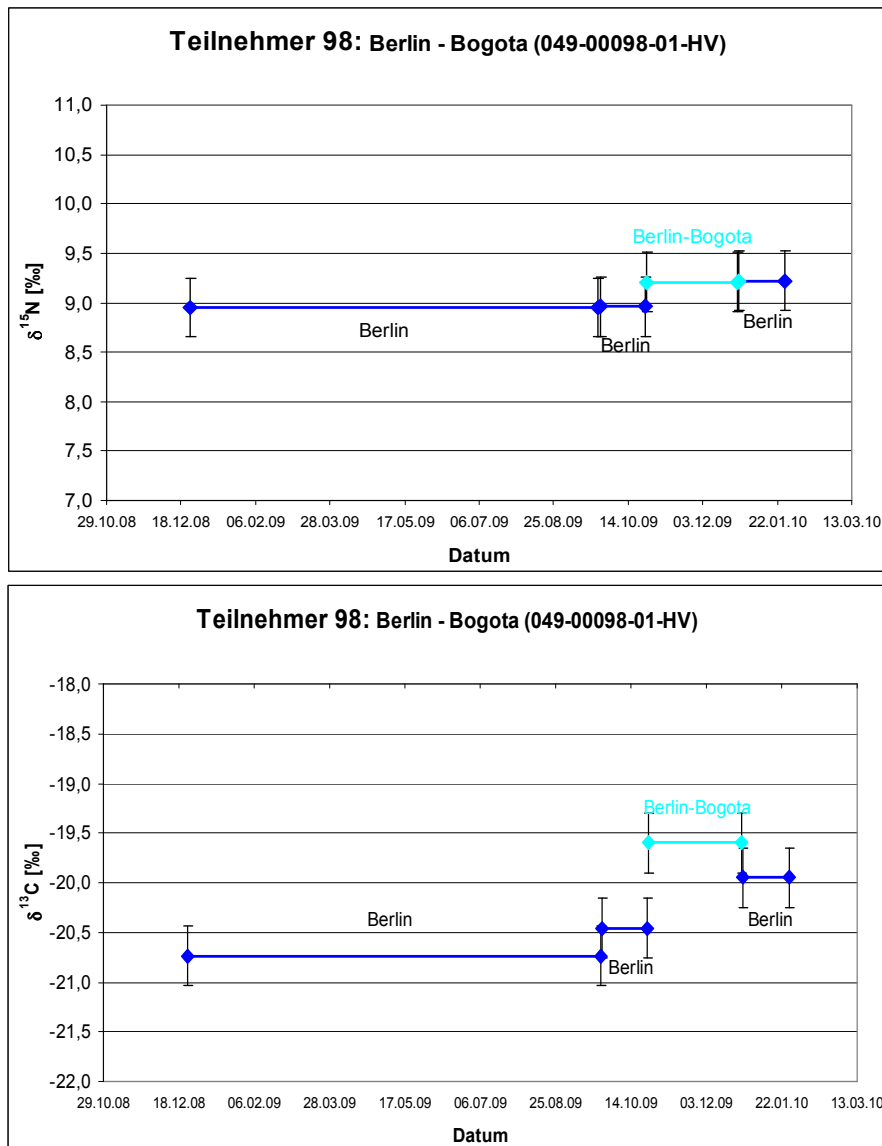 Teilnehmer 98: Berlin - Bogota (049-00098-01-HV)
δ¹⁵N [‰]
11,0
10,5
10,0
9,5
9,0
8,5
8,0
7,5
7,0
Berlin-Bogota
Berlin
Berlin
Berlin
29.10.08 18.12.08 06.02.09 28.03.09 17.05.09 06.07.09 25.08.09 14.10.09 03.12.09 22.01.10 13.03.10
Datum
Teilnehmer 98: Berlin - Bogota (049-00098-01-HV)
δ¹³C [‰]
-18,0
-18,5
-19,0
-19,5
-20,0
-20,5
-21,0
-21,5
-22,0
Berlin-Bogota
Berlin
Berlin
Berlin
29.10.08 18.12.08 06.02.09 28.03.09 17.05.09 06.07.09 25.08.09 14.10.09 03.12.09 22.01.10 13.03.10
Datum